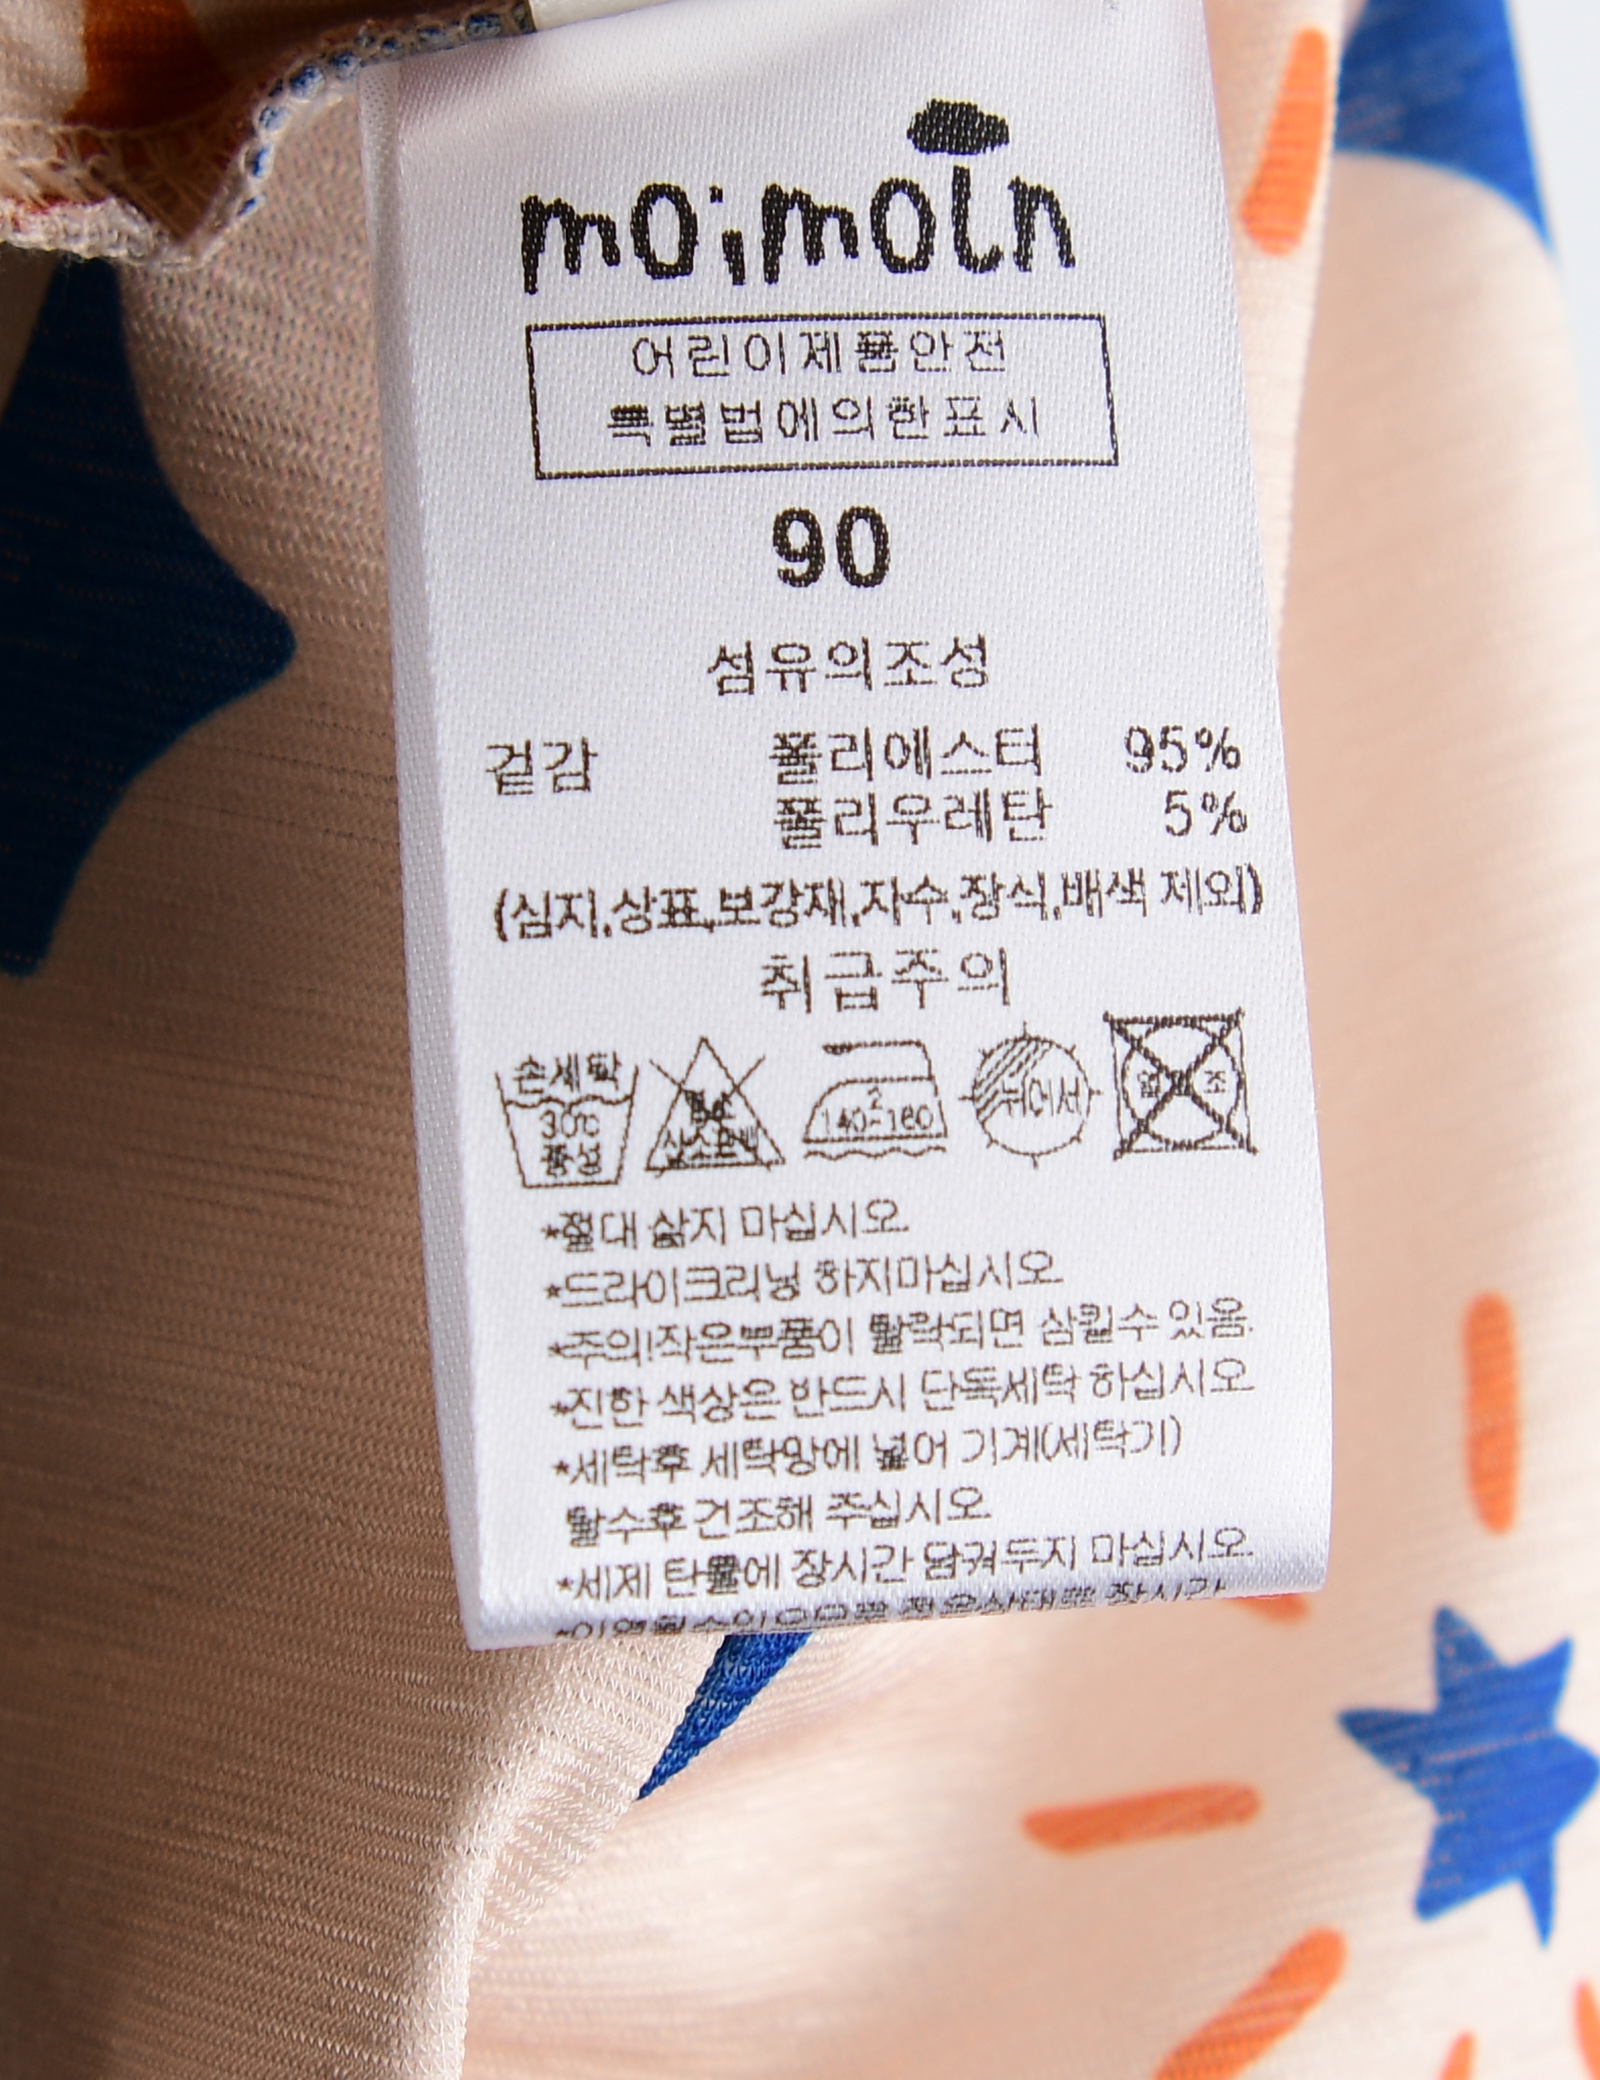 moimoln
어린이제품안전
특별법에의한표시
90
섬유의조성
겉감 폴리에스터 95%
폴리우레탄 5%
(심지,상표,보강재,자수,장식,배색 제외)
취급주의
손세탁
30℃
중성
2
140-160
뉘어서
*절대 삶지 마십시오.
*드라이크리닝 하지마십시오.
*주의!작은부품이 탈락되면 삼킬수 있음.
*진한 색상은 반드시 단독세탁 하십시오.
*세탁후 세탁망에 넣어 기계(세탁기)
탈수후 건조해 주십시오.
*세제 탄물에 장시간 담궈두지 마십시오.